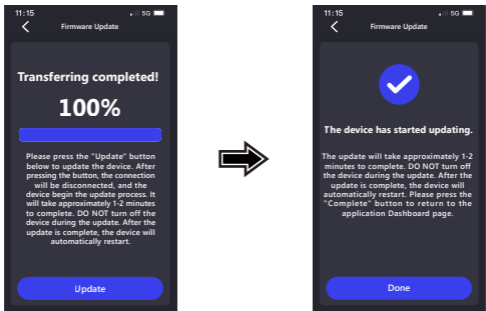 11:15
5G
Firmware Update
Transferring completed!
100%
Please press the "Update" button
below to update the device. After
pressing the button, the connection
will be disconnected, and the
device begin the update process. It
will take approximately 1-2 minutes
to complete. DO NOT turn off the
device during the update. After the
update is complete, the device will
automatically restart.
Update
11:15
5G
Firmware Update
The device has started updating.
The update will take approximately 1-2
minutes to complete. DO NOT turn off
the device during the update. After the
update is complete, the device will
automatically restart. Please press the
"Complete" button to return to the
application Dashboard page.
Done